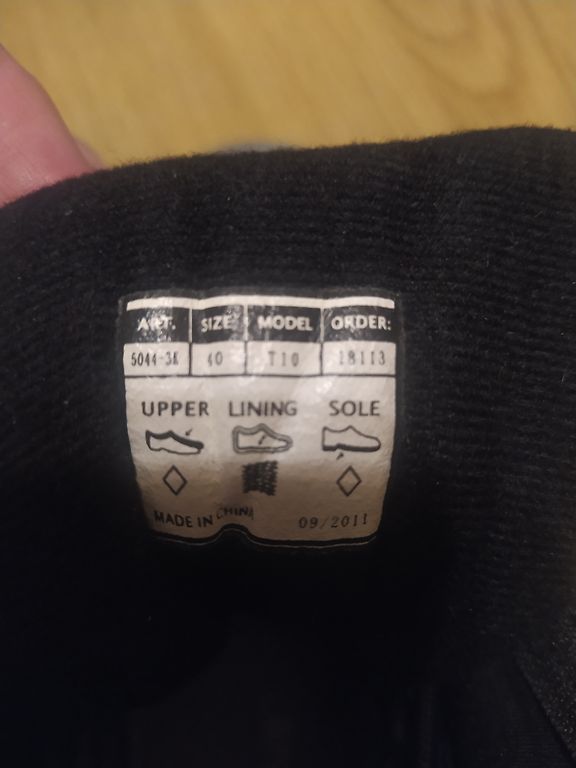 ART. SIZE MODEL ORDER:
40 T10 18113
UPPER LINING SOLE
MADE IN CHINA 09/2011